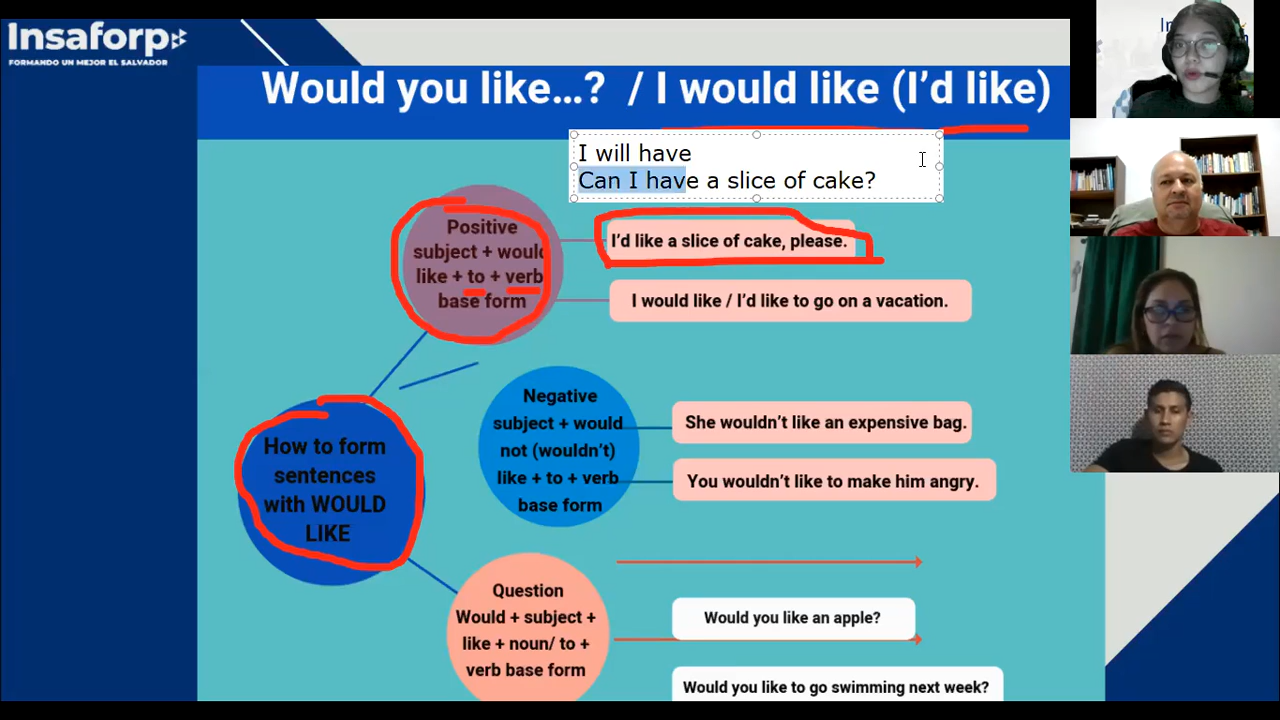 Insaforp
FORMANDO UN MEJOR EL SALVADOR
Would you like...? / I would like (I'd like)
I will have
Can I have a slice of cake?
Positive
subject + would
like + to + verb
base form
I'd like a slice of cake, please.
I would like / I'd like to go on a vacation.
How to form
sentences
with WOULD
LIKE
Negative
subject + would
not (wouldn't)
like + to + verb
base form
She wouldn't like an expensive bag.
You wouldn't like to make him angry.
Question
Would + subject +
like + noun/ to +
verb base form
Would you like an apple?
Would you like to go swimming next week?